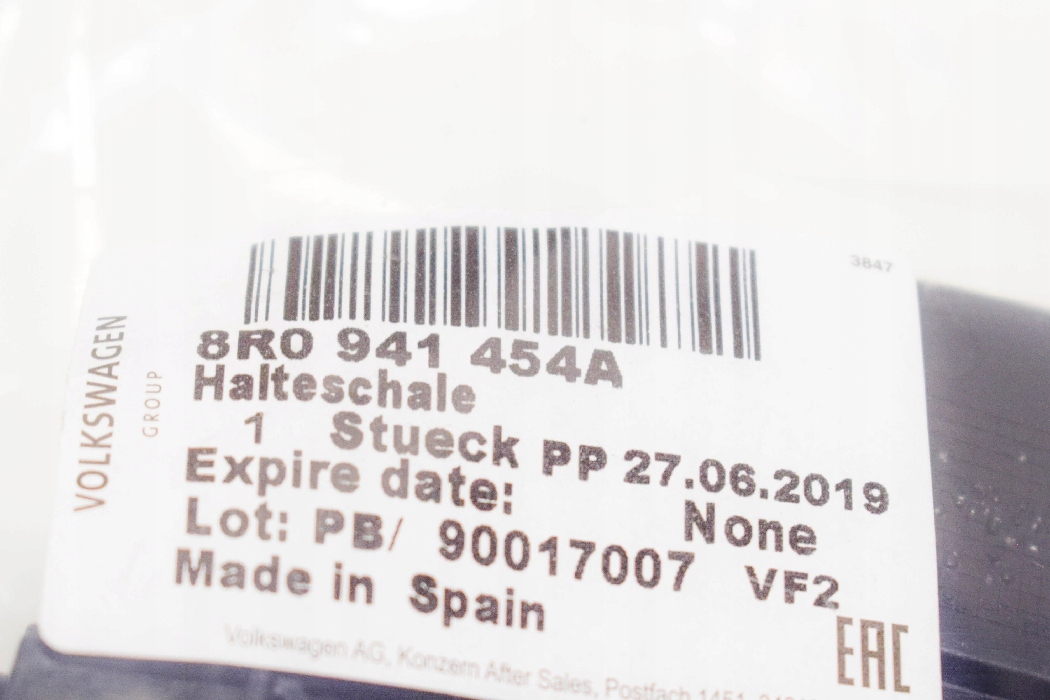 3847
8R0 941 454A
Halteschale
1 Stueck PP 27.06.2019
Expire date: None
Lot: PB/ 90017007 VF2
Made in Spain
EAC
Volkswagen AG, Konzern After Sales, Postfach 1451,
VOLKSWAGEN
GROUP